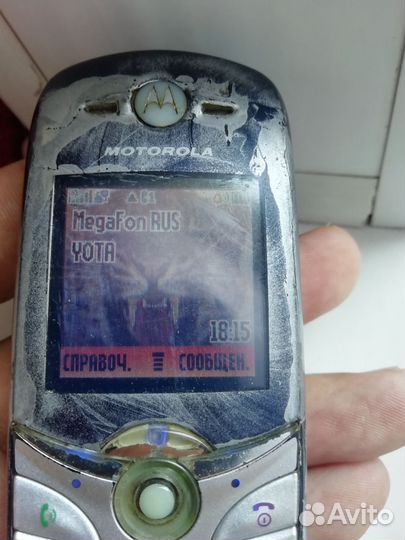 MOTOROLA
MegaFon RUS
YOTA
18:15
СПРАВОЧ. СООБЩЕН.
Avito